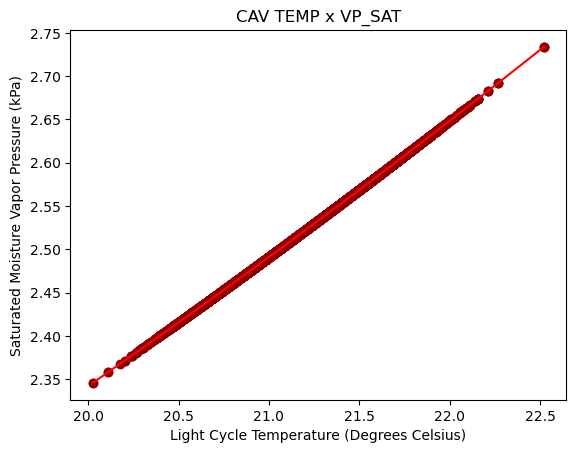 CAV TEMP x VP_SAT
2.75
2.70
2.65
2.60
2.55
2.50
2.45
2.40
2.35
Saturated Moisture Vapor Pressure (kPa)
20.0 20.5 21.0 21.5 22.0 22.5
Light Cycle Temperature (Degrees Celsius)